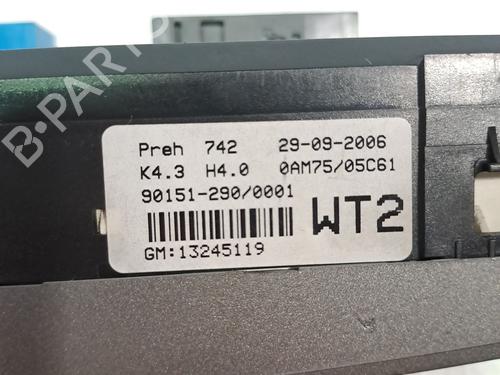 B-PARTS
Preh 742 29-09-2006
K4.3 H4.0 0AM75/05C61
90151-290/0001
WT2
GM:13245119